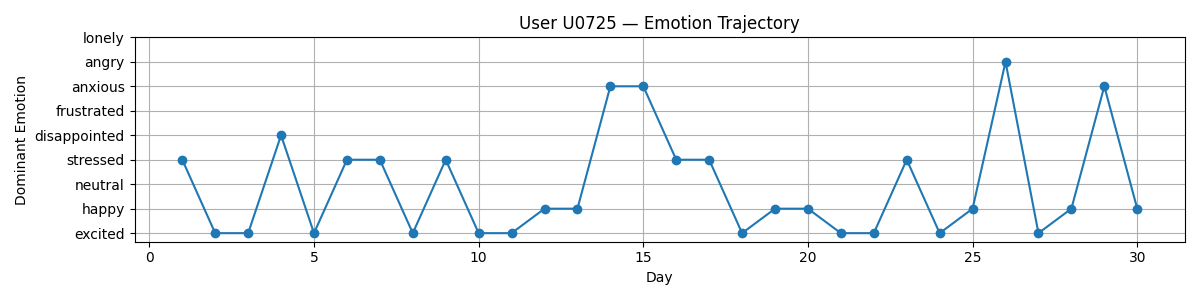 User U0725 — Emotion Trajectory
lonely
angry
anxious
frustrated
disappointed
stressed
neutral
happy
excited
Dominant Emotion
0 5 10 15 20 25 30
Day